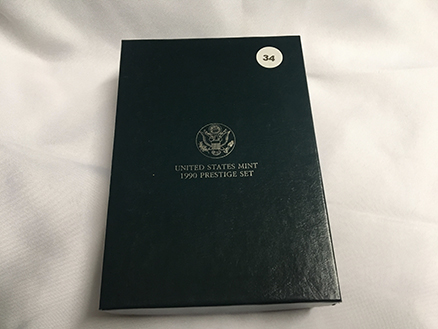 34
UNITED STATES MINT
1990 PRESTIGE SET